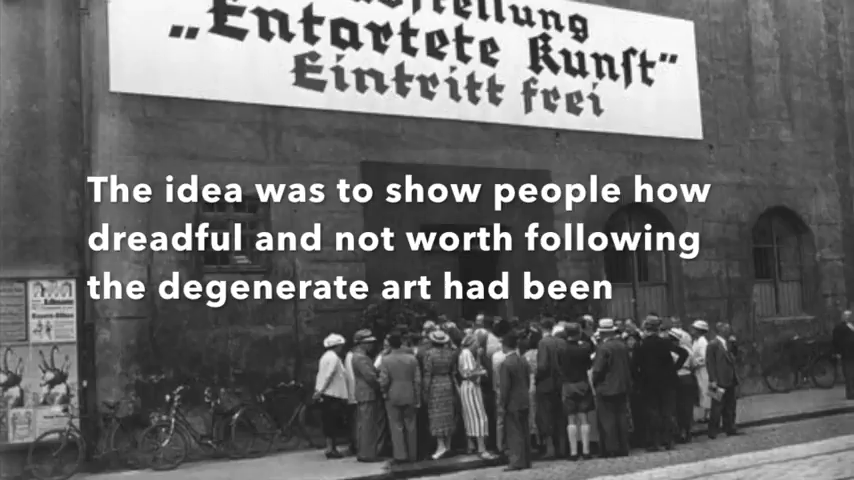 Ausstellung
„Entartete Kunst“
Eintritt frei
The idea was to show people how
dreadful and not worth following
the degenerate art had been